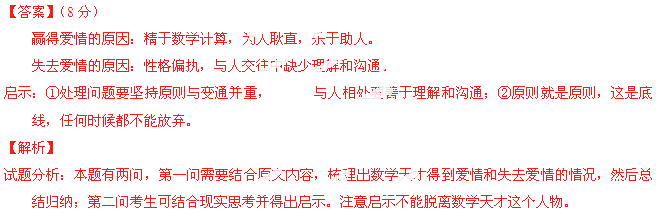 【答案】(8 分)
赢得爱情的原因：精于数学计算，为人耿直，乐于助人。
失去爱情的原因：性格偏执，与人交往中缺少理解和沟通。
启示：①处理问题要坚持原则与变通并重， 与人相处要善于理解和沟通；②原则就是原则，这是底
线，任何时候都不能放弃。
【解析】
试题分析：本题有两问，第一问需要结合原文内容，梳理出数学天才得到爱情和失去爱情的情况，然后总
结归纳；第二问考生可结合现实思考并得出启示。注意启示不能脱离数学天才这个人物。